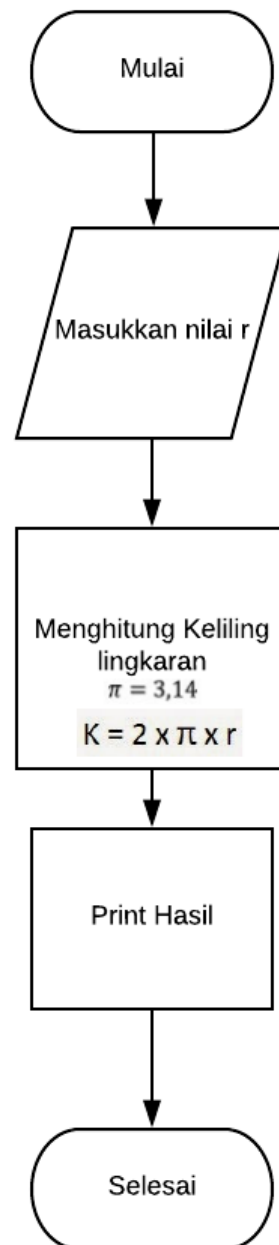 Mulai
Masukkan nilai r
Menghitung Keliling
lingkaran
π = 3,14
K = 2 x π x r
Print Hasil
Selesai